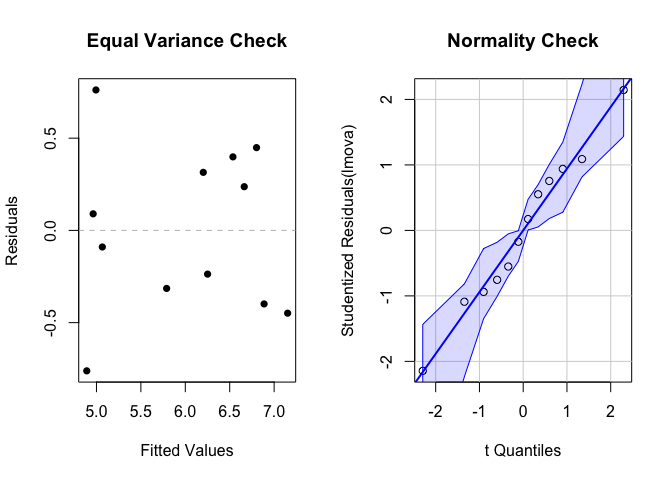 Equal Variance Check
Residuals
0.5
0.0
-0.5
5.0 5.5 6.0 6.5 7.0
Fitted Values
Normality Check
Studentized Residuals(lmova)
2
1
0
-1
-2
-2 -1 0 1 2
t Quantiles